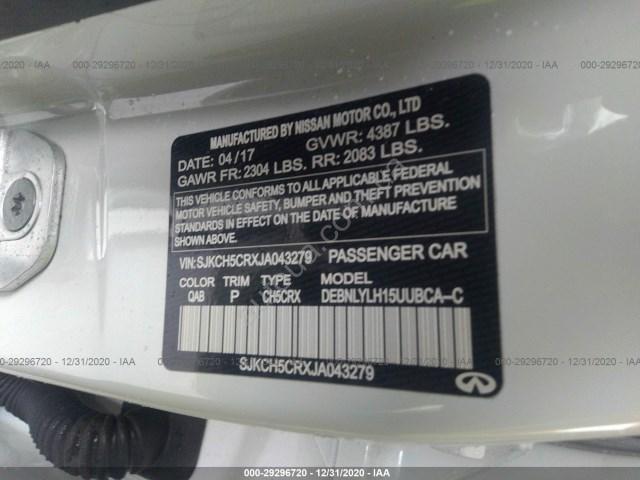 000-29296720 - 12/31/2020 - IAA
MANUFACTURED BY NISSAN MOTOR CO., LTD
DATE: 04/17 GVWR: 4387 LBS.
GAWR FR: 2304 LBS. RR: 2083 LBS.
THIS VEHICLE CONFORMS TO ALL APPLICABLE FEDERAL
MOTOR VEHICLE SAFETY, BUMPER, AND THEFT PREVENTION
STANDARDS IN EFFECT ON THE DATE OF MANUFACTURE
SHOWN ABOVE.
VIN: SJKCH5CRXJA043279 PASSENGER CAR
COLOR TRIM TYPE MODEL
QAB P CH5CRX DEBNLYLH15UUBCA-C
SJKCH5CRXJA043279
000-29296720 - 12/31/2020 - IAA